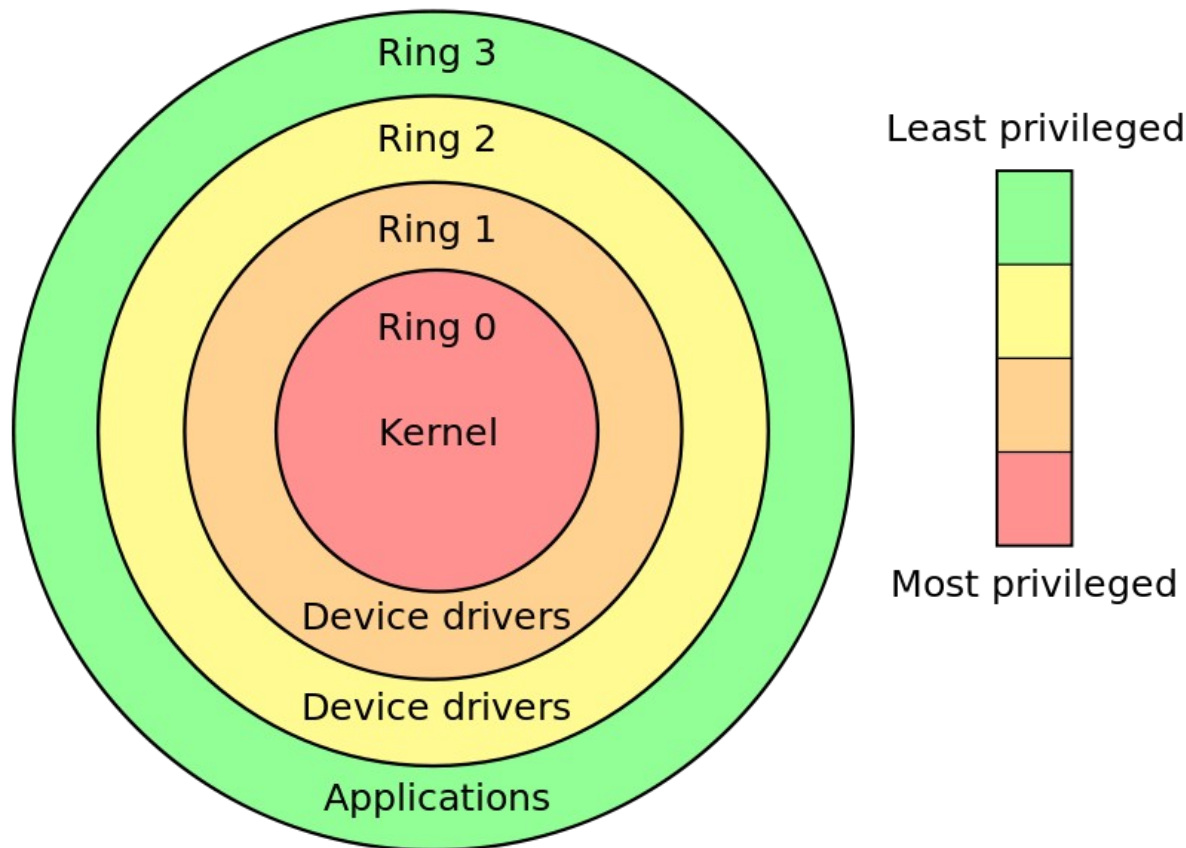 Ring 3
Ring 2
Ring 1
Ring 0
Kernel
Device drivers
Device drivers
Applications
Least privileged
Most privileged